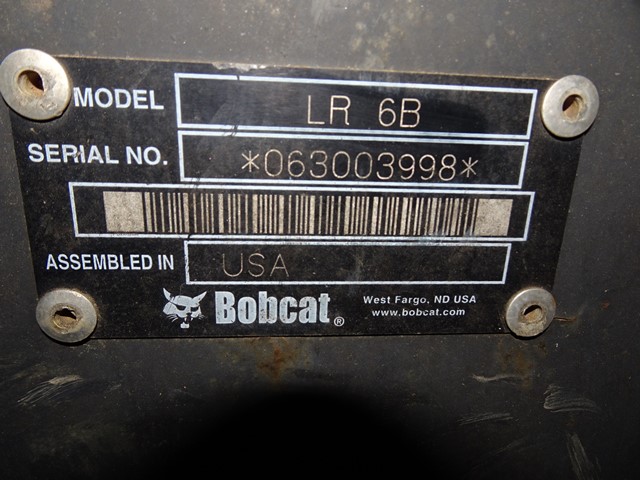 MODEL LR 6B
SERIAL NO. *063003998*
ASSEMBLED IN USA
Bobcat® West Fargo, ND USA
www.bobcat.com